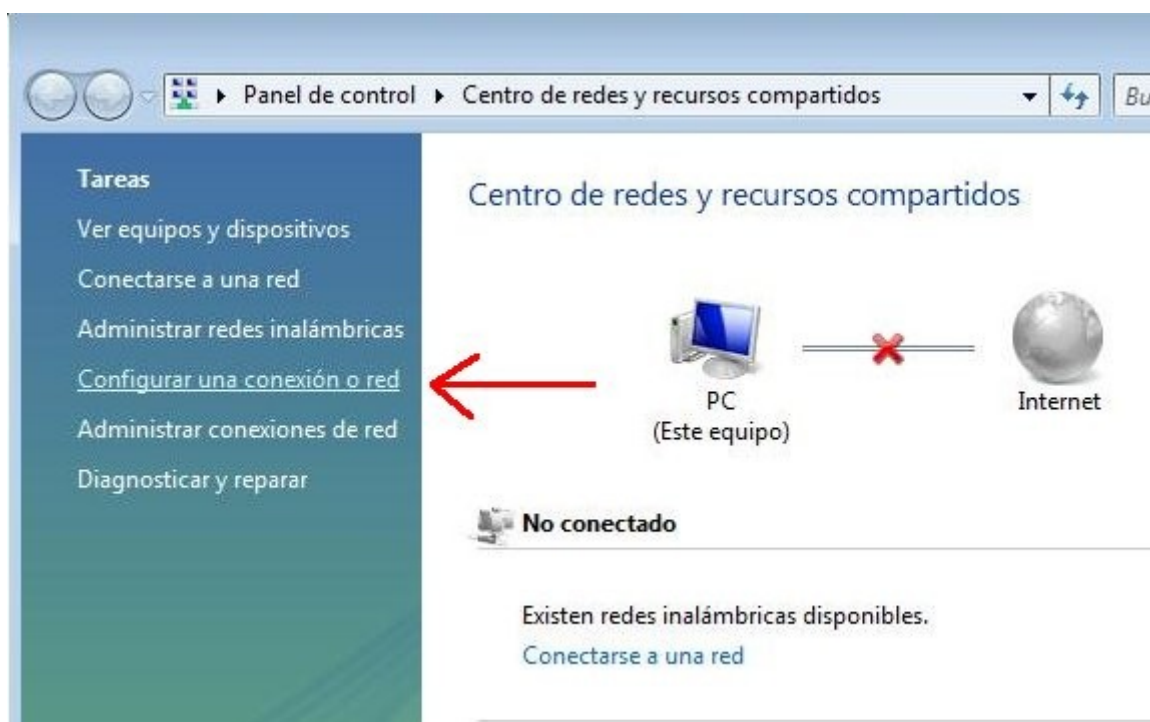 Panel de control
Centro de redes y recursos compartidos
Bu
Tareas
Ver equipos y dispositivos
Conectarse a una red
Administrar redes inalámbricas
Configurar una conexión o red
Administrar conexiones de red
Diagnosticar y reparar
Centro de redes y recursos compartidos
PC
(Este equipo)
Internet
No conectado
Existen redes inalámbricas disponibles.
Conectarse a una red